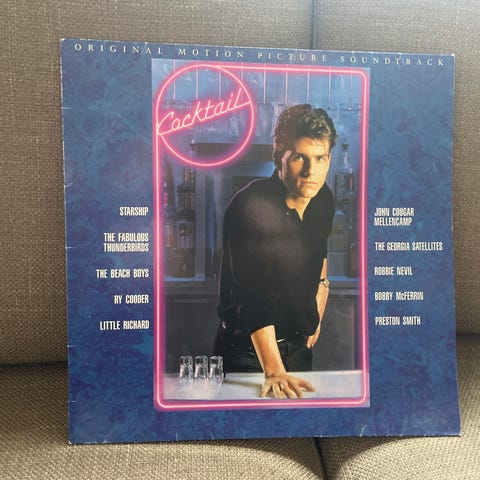 ORIGINAL MOTION PICTURE SOUNDTRACK
Cocktail
STARSHIP
THE FABULOUS
THUNDERBIRDS
THE BEACH BOYS
RY COODER
LITTLE RICHARD
JOHN COUGAR
MELLENCAMP
THE GEORGIA SATELLITES
ROBBIE NEVIL
BOBBY McFERRIN
PRESTON SMITH